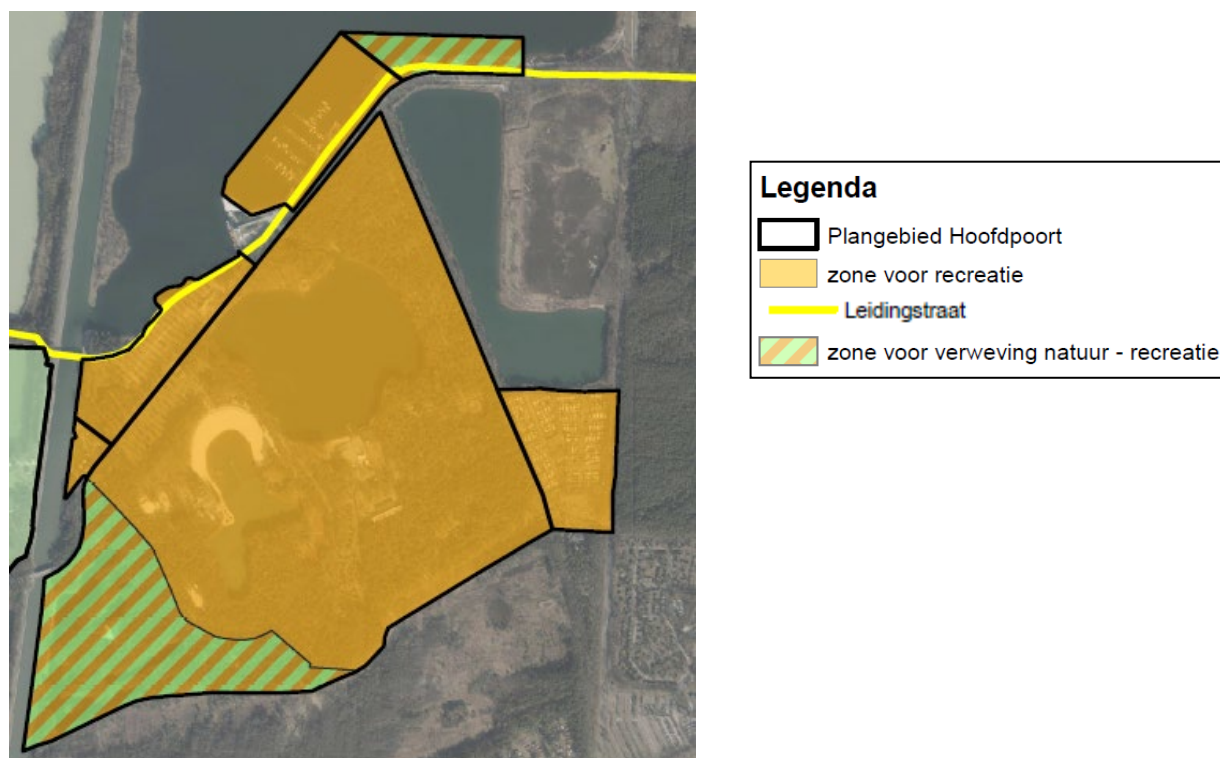 Legenda
Plangebied Hoofdpoort
zone voor recreatie
Leidingstraat
zone voor verweving natuur - recreatie